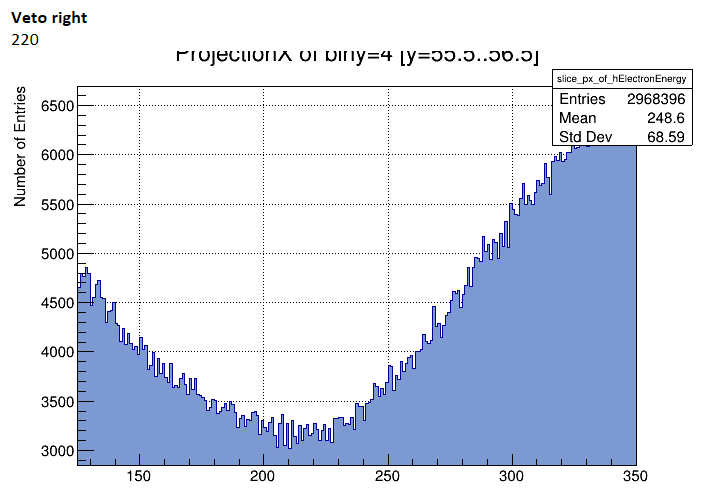 Veto right
220
ProjectionX of biny=4 [y=55.5..56.5]
slice_px_of_hElectronEnergy
Entries 2968396
Mean 248.6
Std Dev 68.59
Number of Entries
6500
6000
5500
5000
4500
4000
3500
3000
150 200 250 300 350